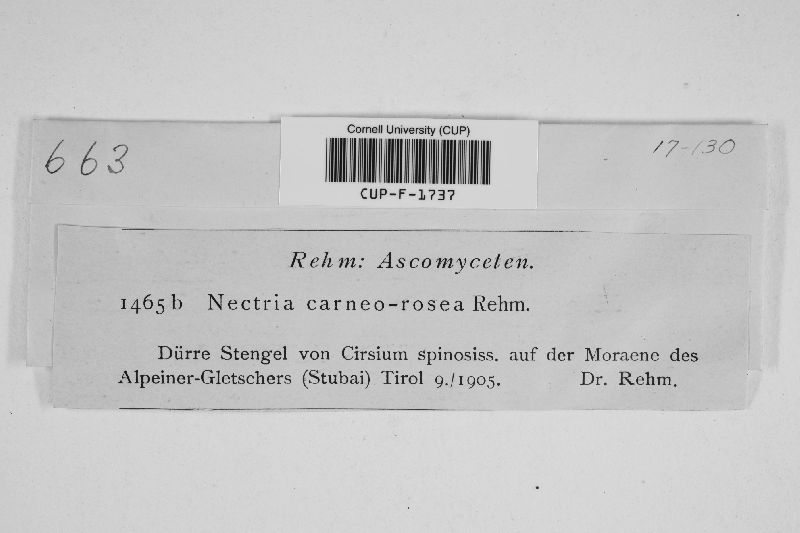 663
Cornell University (CUP)
17-130
CUP-F-1737
Rehm: Ascomyceten.
1465b Nectria carneo-rosea Rehm.
Dürre Stengel von Cirsium spinosiss. auf der Moraene des
Alpeiner-Gletschers (Stubai) Tirol 9./1905. Dr. Rehm.